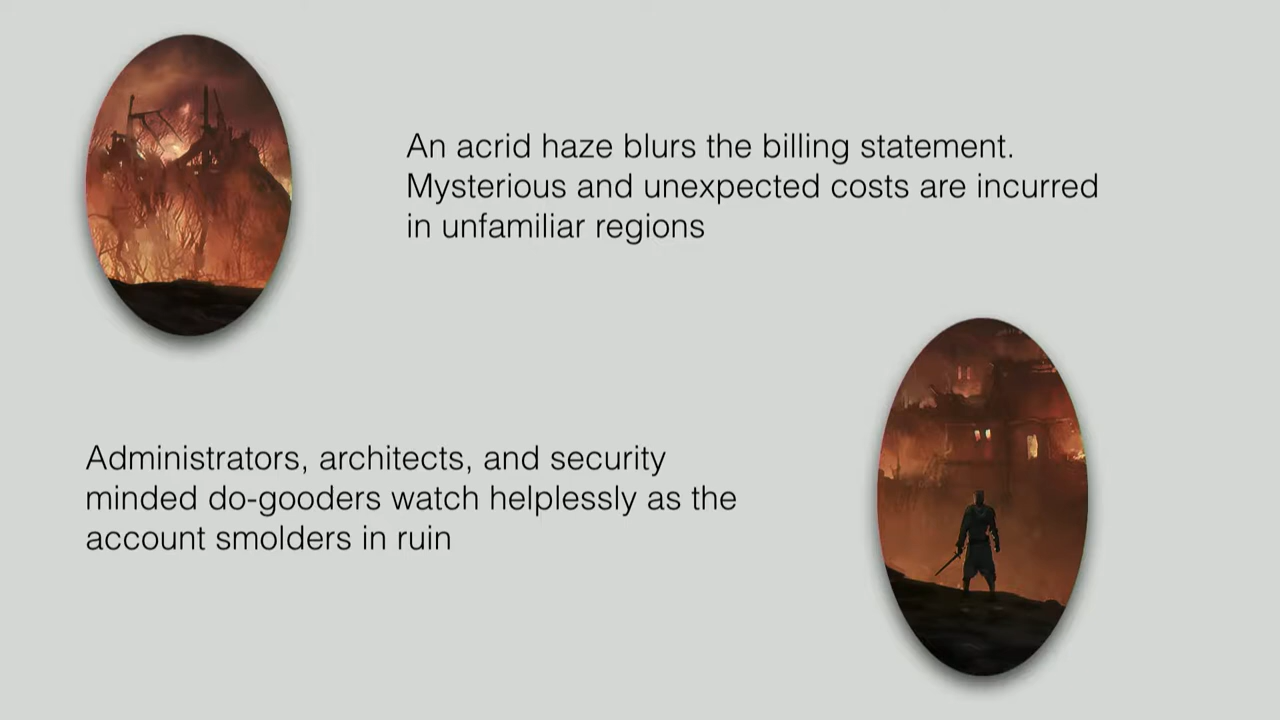 An acrid haze blurs the billing statement.
Mysterious and unexpected costs are incurred
in unfamiliar regions
Administrators, architects, and security
minded do-gooders watch helplessly as the
account smolders in ruin